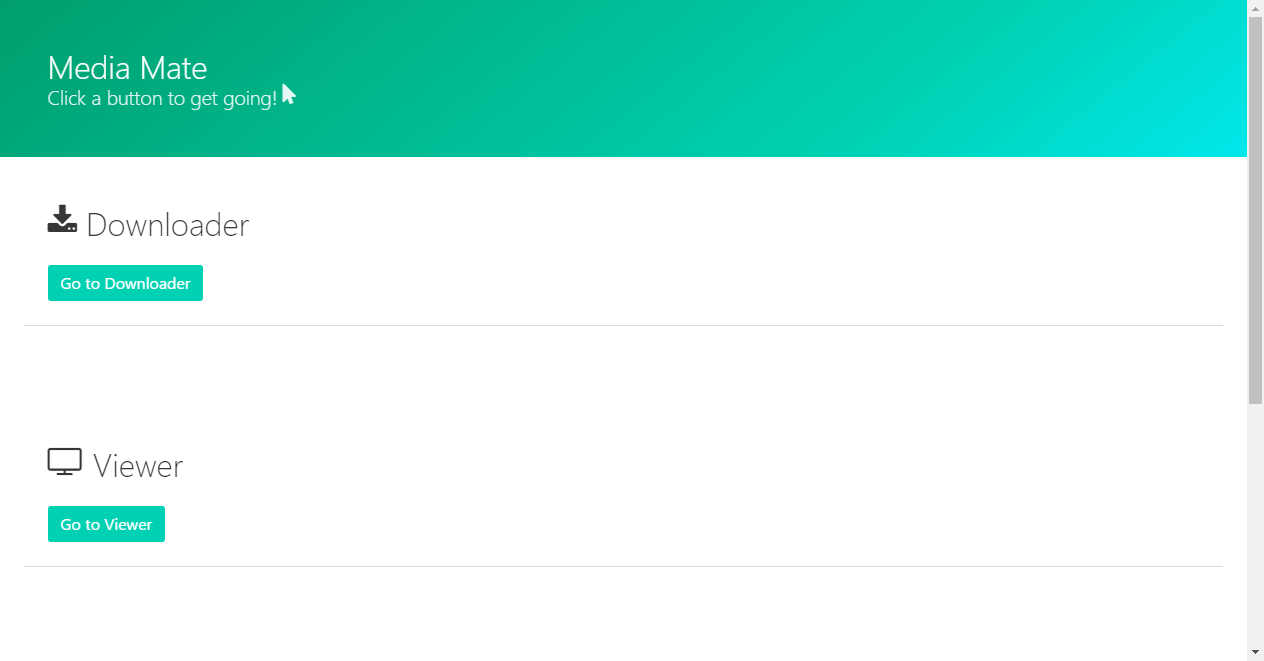 Media Mate
Click a button to get going!
Downloader
Go to Downloader
Viewer
Go to Viewer